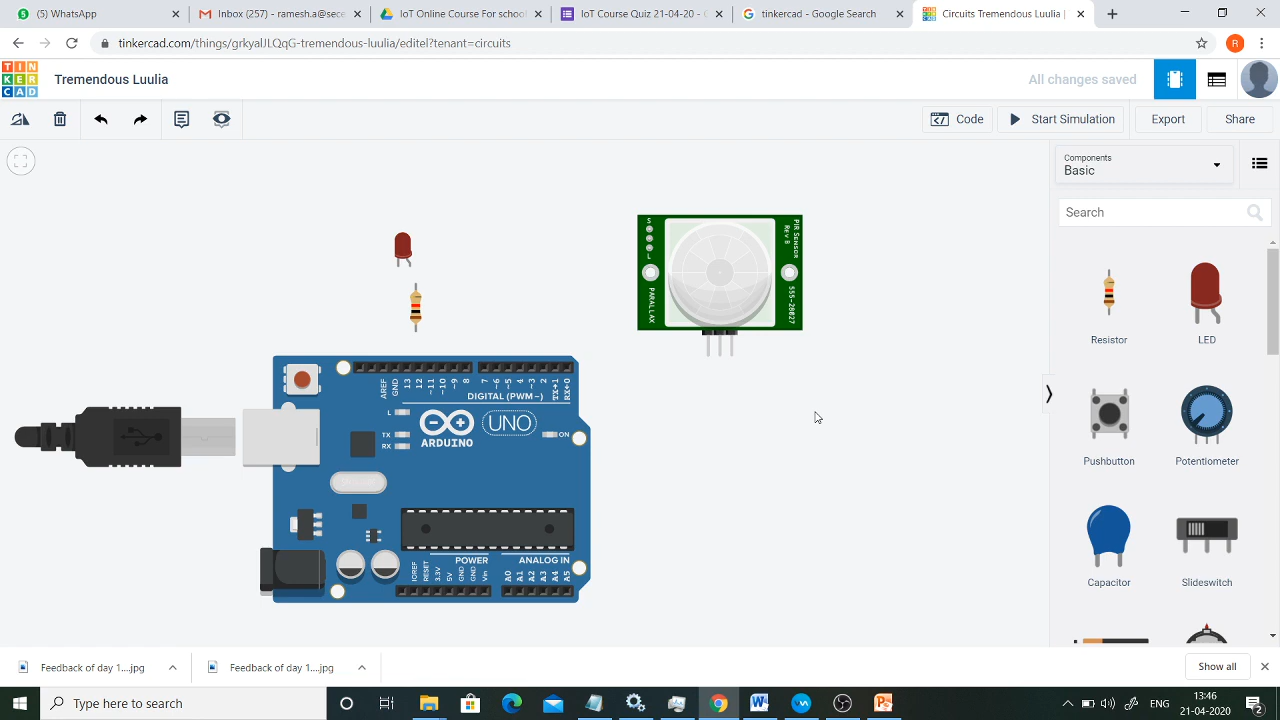 (5) WhatsApp
Inbox (257) - ramana@sece
IoT Online Course For school
IoT Course Quiz 21-04-20 - G
tinkercad - Google Search
Circuits Tremendous Luulia |
tinkercad.com/things/grkyalJLQqG-tremendous-luulia/editel?tenant=circuits
R
TIN
KER
CAD
Tremendous Luulia
All changes saved
Code
Start Simulation
Export
Share
Components
Basic
Search
Resistor
LED
Pushbutton
Potentiometer
Capacitor
Slideswitch
S
L
PARALLAX
PIR SENSOR
REV B
555-28027
AREF
GND
13
12
~11
~10
~9
8
7
~6
~5
4
~3
2
TX→1
RX←0
DIGITAL (PWM~)
L
TX
RX
ARDUINO
UNO
ON
POWER
ANALOG IN
IOREF
RESET
3.3V
5V
GND
GND
Vin
A0
A1
A2
A3
A4
A5
Feedback of day 1....jpg
Feedback of day 1....jpg
Show all
Type here to search
ENG
13:46
21-04-2020
2